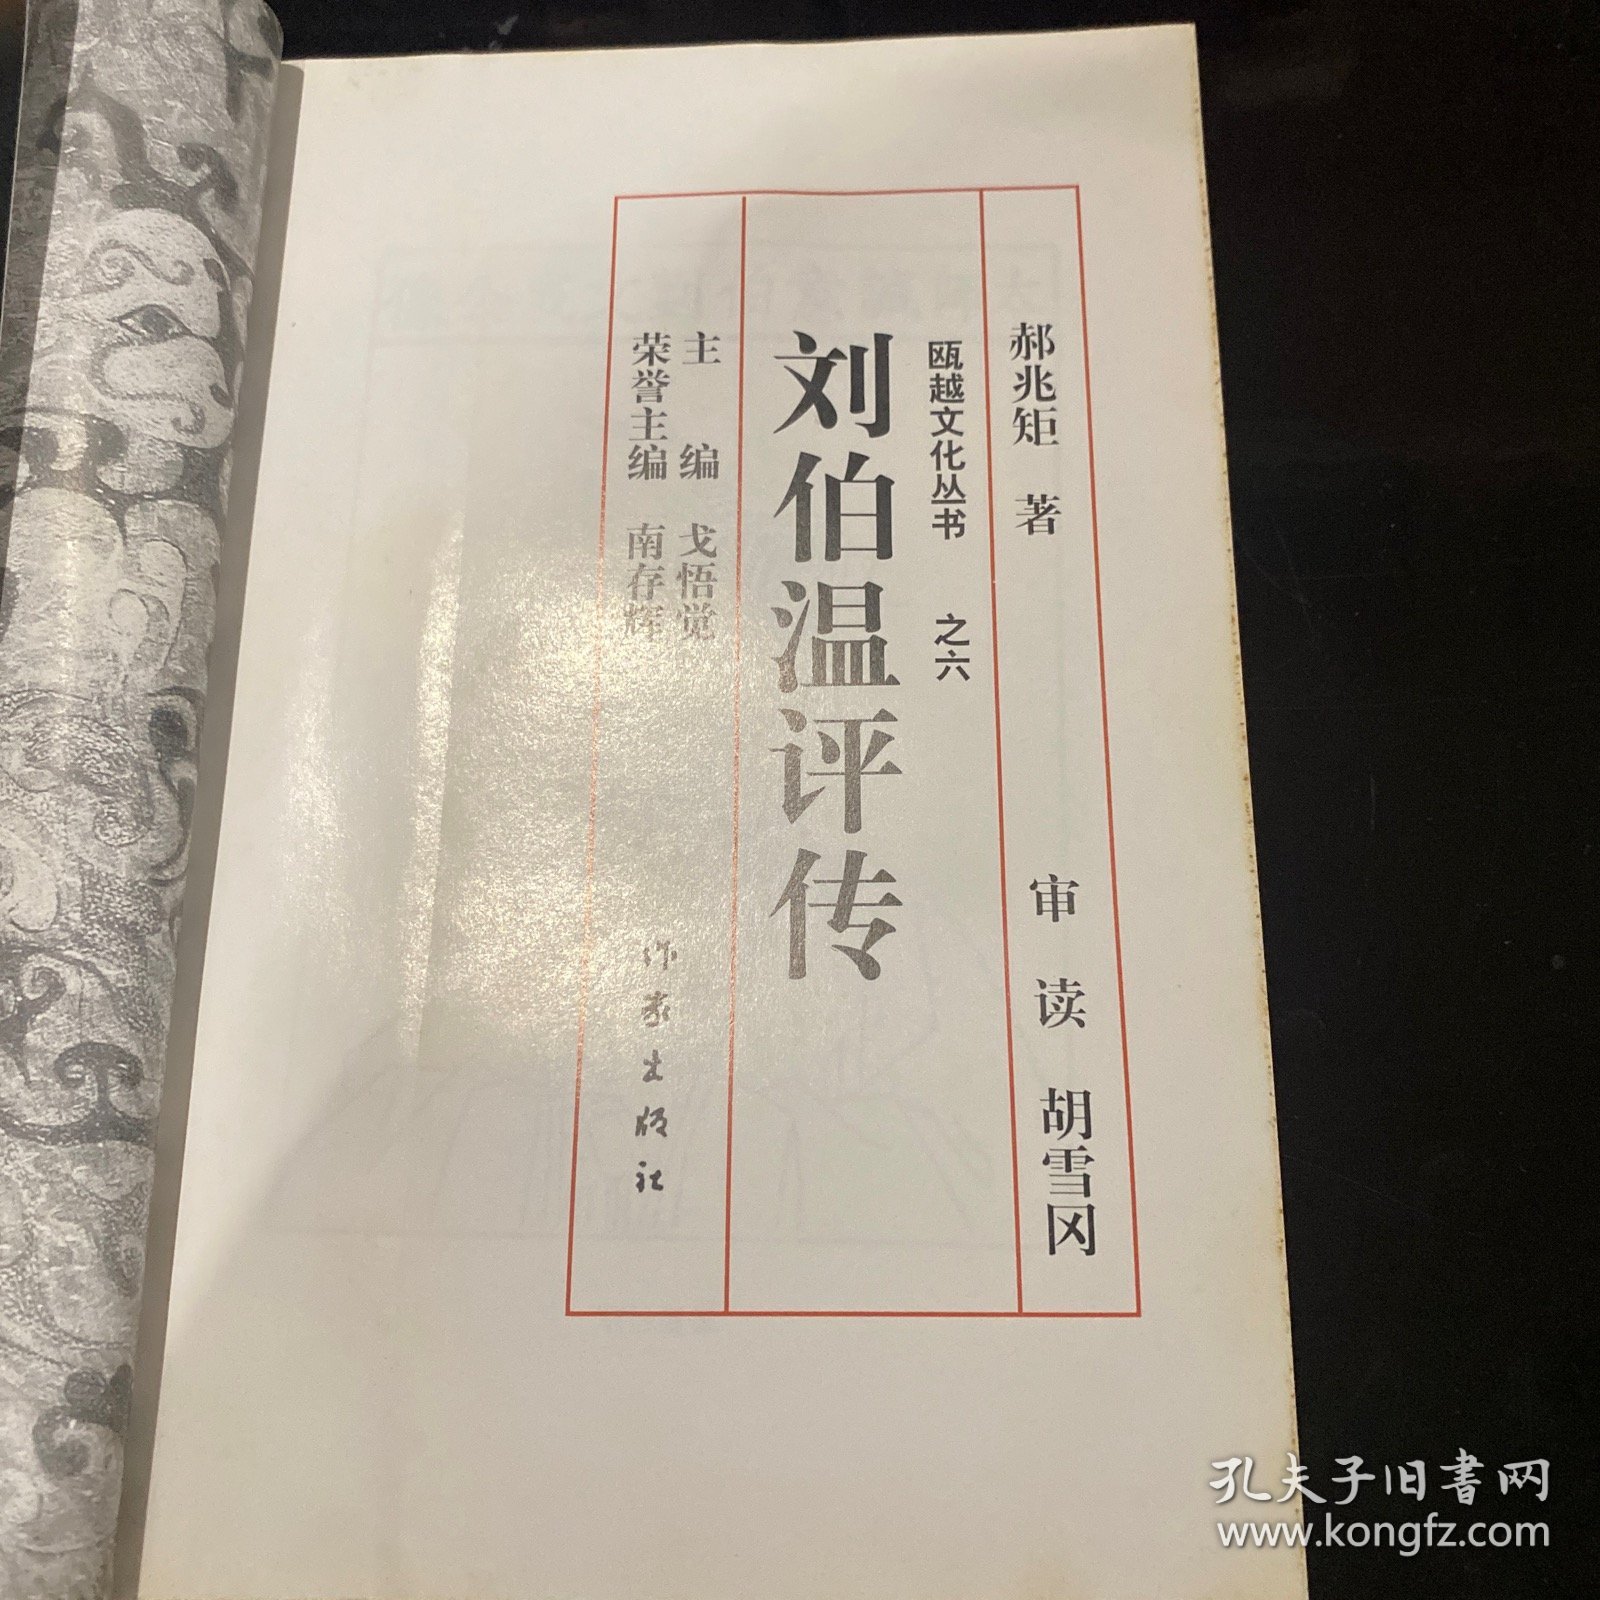 郝兆矩 著 审读 胡雪冈
瓯越文化丛书 之六
刘伯温评传
主编 戈悟觉
荣誉主编 南存辉
作家出版社
孔夫子旧书网
www.kongfz.com